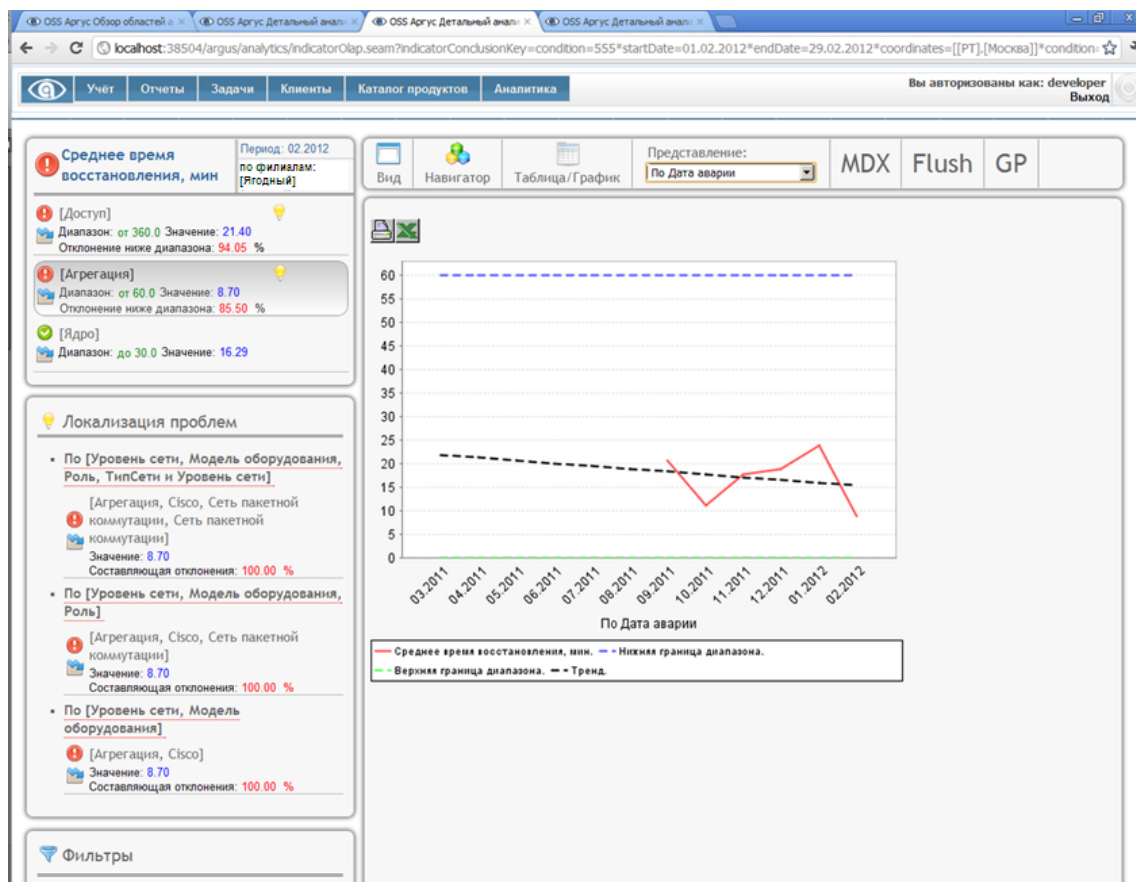 OSS Аргус Обзор областей а
OSS Аргус Детальный анали
OSS Аргус Детальный анали
OSS Аргус Детальный анали
localhost:38504/argus/analytics/indicatorOlap.seam?indicatorConclusionKey=condition=555*startDate=01.02.2012*endDate=29.02.2012*coordinates=[[РТ].[Москва]]*condition
Учёт Отчеты Задачи Клиенты Каталог продуктов Аналитика
Вы авторизованы как: developer
Выход
Среднее время
восстановления, мин
Период: 02.2012
по филиалам:
[Ягодный]
[Доступ]
Диапазон: от 360.0 Значение: 21.40
Отклонение ниже диапазона: 94.05 %
[Агрегация]
Диапазон: от 60.0 Значение: 8.70
Отклонение ниже диапазона: 85.50 %
[Ядро]
Диапазон: до 30.0 Значение: 16.29
Локализация проблем
По [Уровень сети, Модель оборудования,
Роль, ТипСети и Уровень сети]
[Агрегация, Cisco, Сеть пакетной
коммутации, Сеть пакетной
коммутации]
Значение: 8.70
Составляющая отклонения: 100.00 %
По [Уровень сети, Модель оборудования,
Роль]
[Агрегация, Cisco, Сеть пакетной
коммутации]
Значение: 8.70
Составляющая отклонения: 100.00 %
По [Уровень сети, Модель
оборудования]
[Агрегация, Cisco]
Значение: 8.70
Составляющая отклонения: 100.00 %
Фильтры
Вид Навигатор Таблица/График
Представление:
По Дата аварии
MDX Flush GP
60
55
50
45
40
35
30
25
20
15
10
5
0
03.2011 04.2011 05.2011 06.2011 07.2011 08.2011 09.2011 10.2011 11.2011 12.2011 01.2012 02.2012
По Дата аварии
Среднее время восстановления, мин. Нижняя граница диапазона.
Верхняя граница диапазона. Тренд.